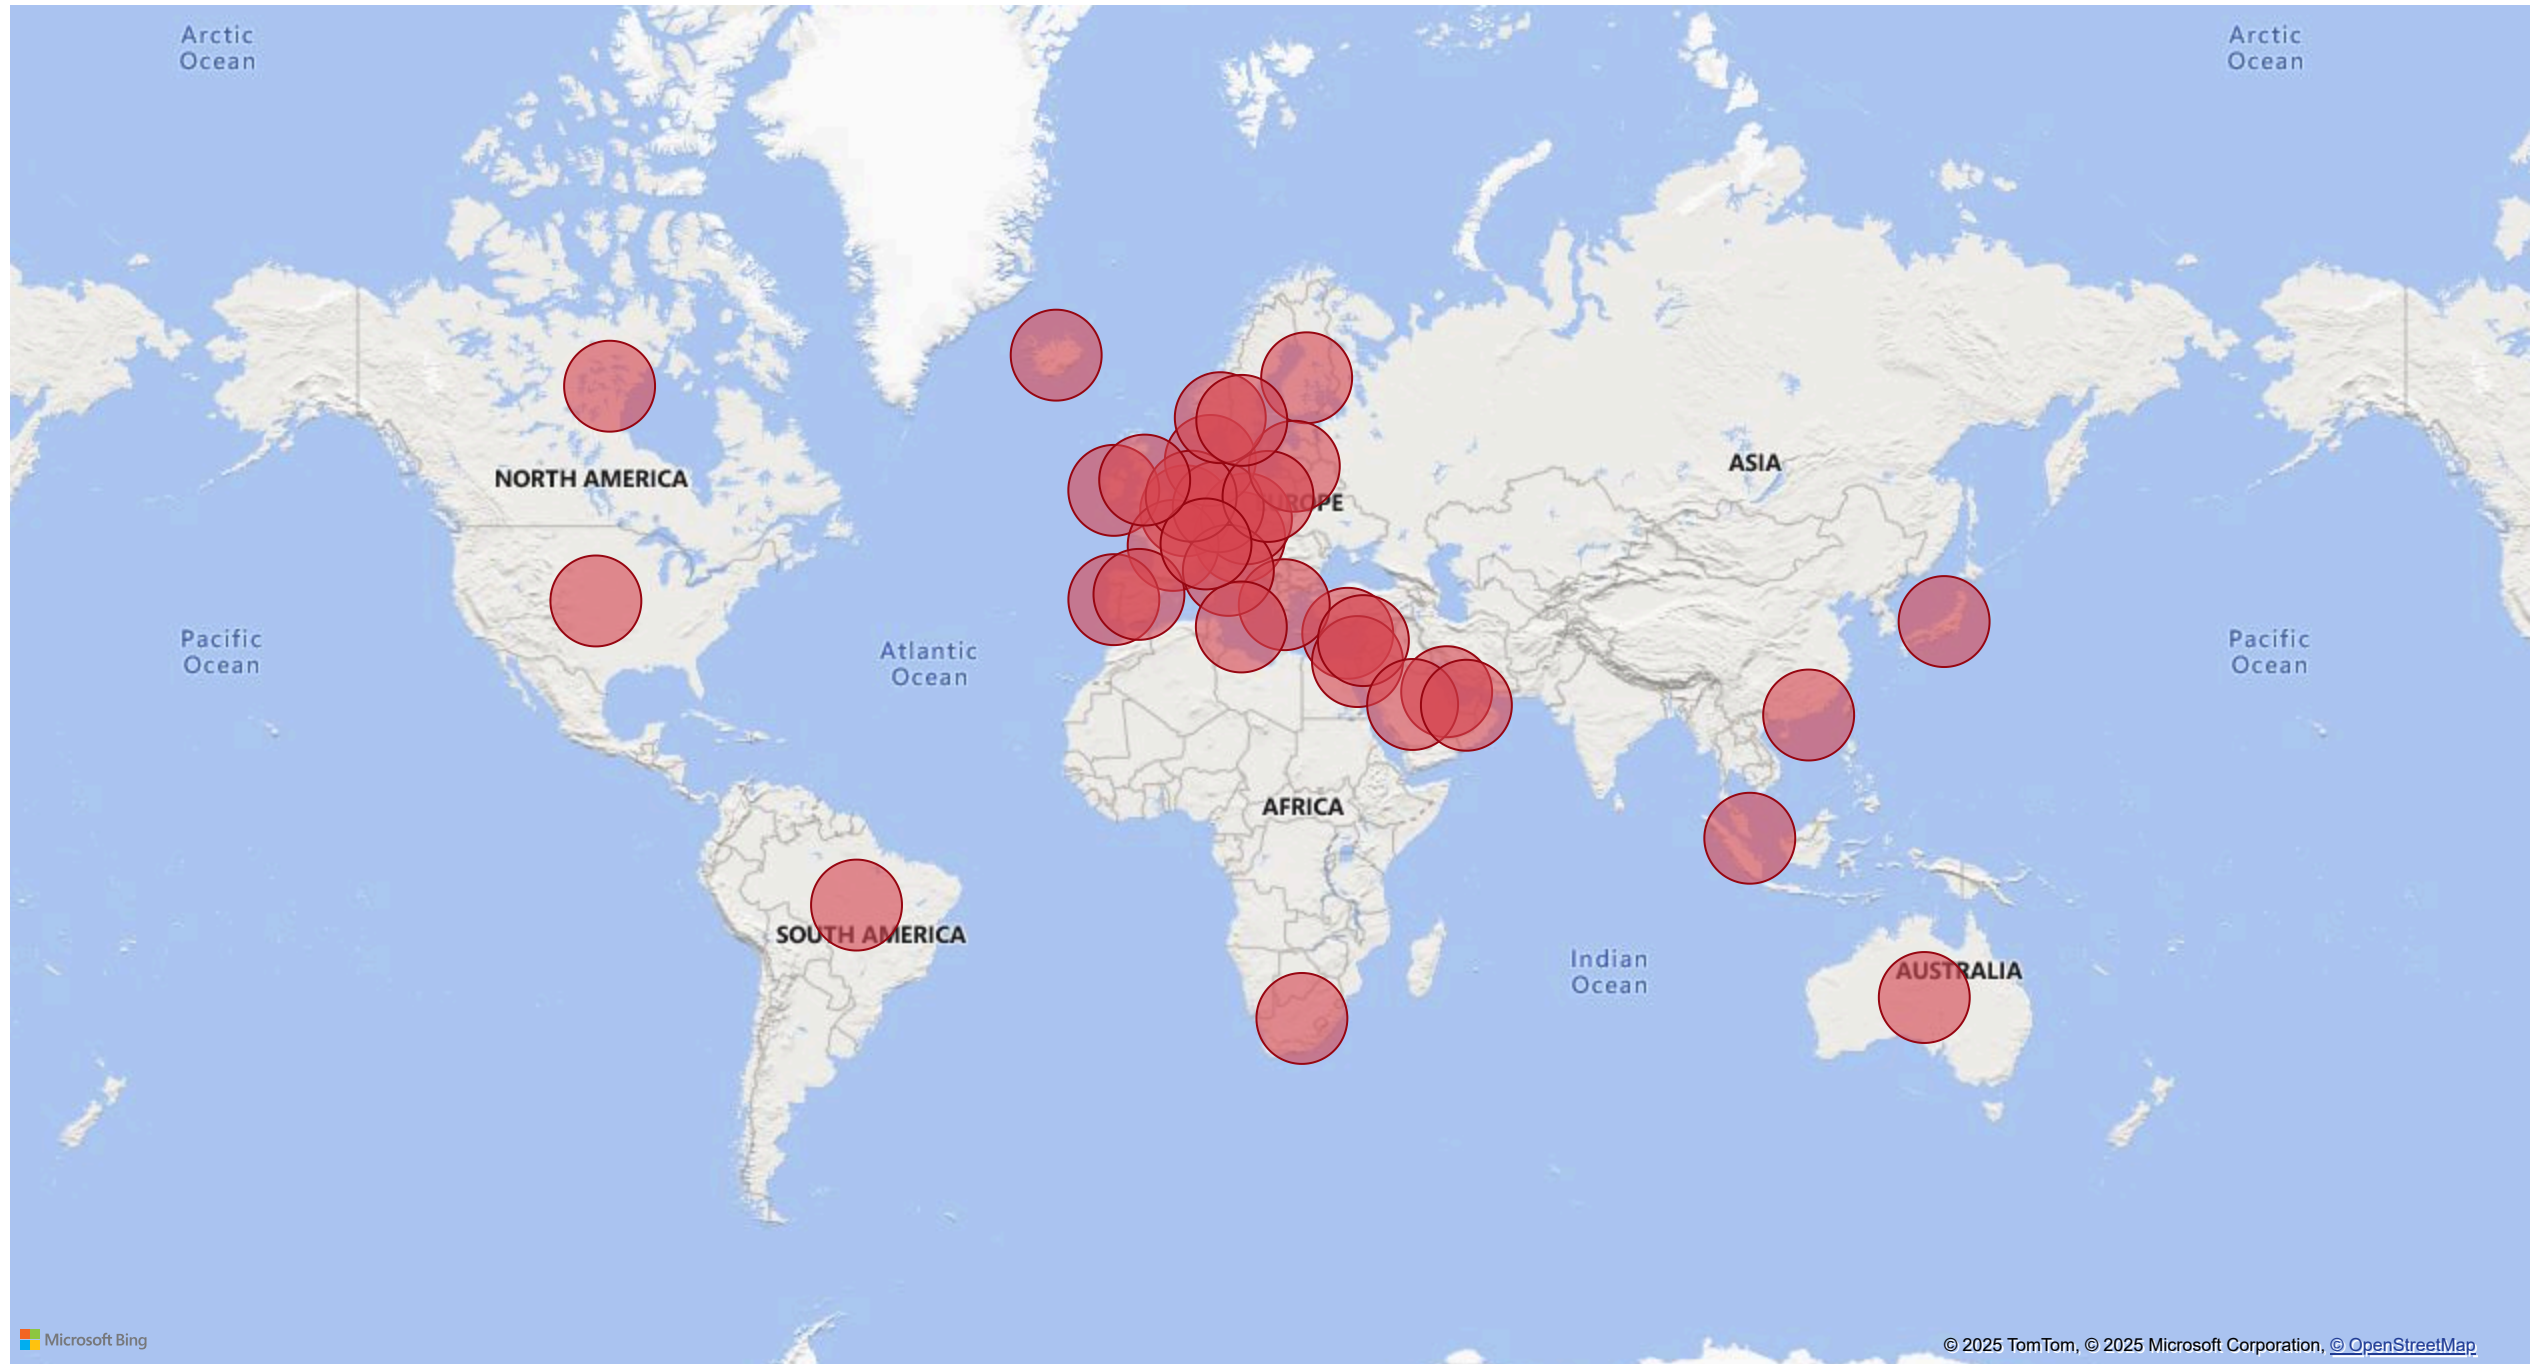 Arctic
Ocean
Arctic
Ocean
NORTH AMERICA
ASIA
EUROPE
Pacific
Ocean
Atlantic
Ocean
Pacific
Ocean
AFRICA
SOUTH AMERICA
Indian
Ocean
AUSTRALIA
Microsoft Bing
© 2025 TomTom, © 2025 Microsoft Corporation, © OpenStreetMap